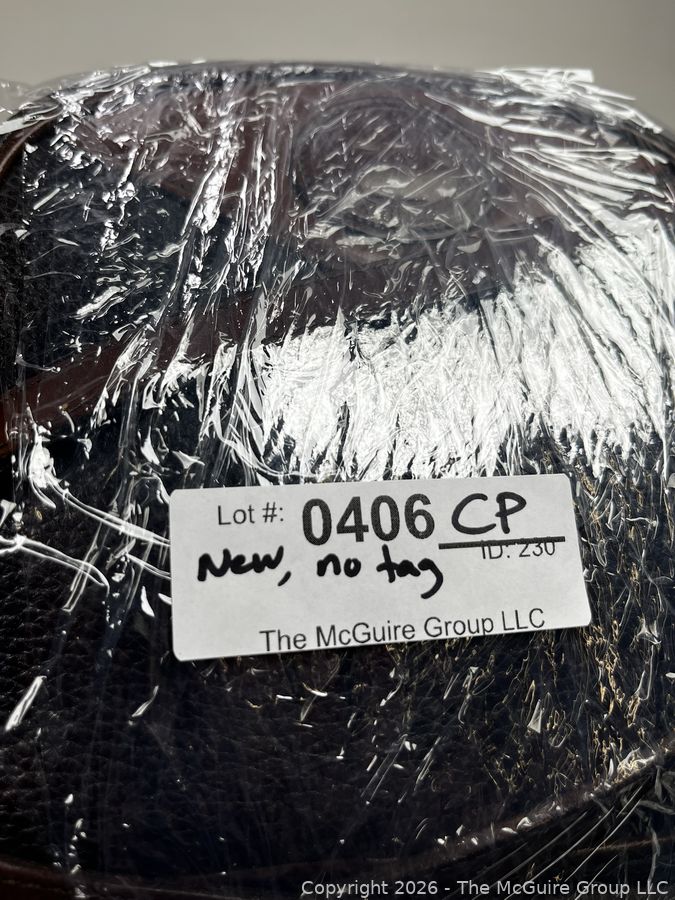 Lot #: 0406 CP
ID: 230
New, no tag
The McGuire Group LLC
Copyright 2026 - The McGuire Group LLC